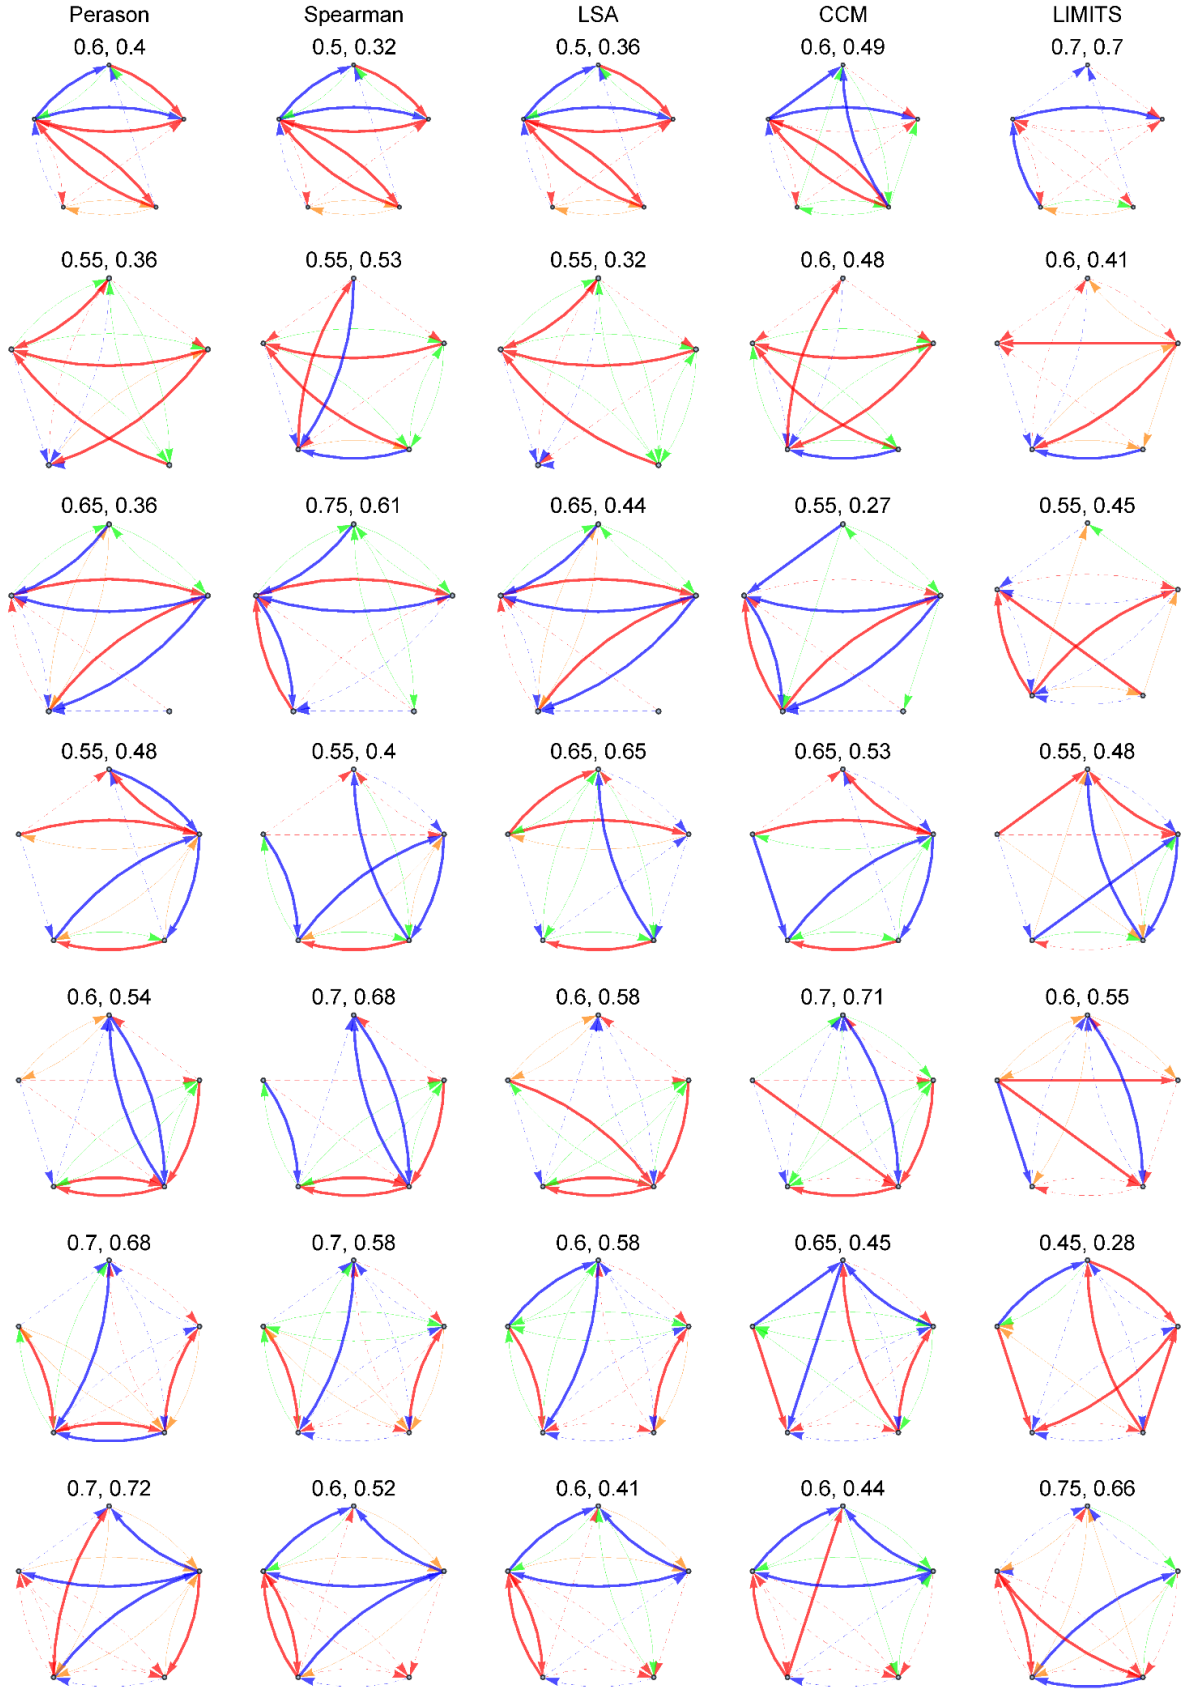 Perason Spearman LSA CCM LIMITS
0.6, 0.4 0.5, 0.32 0.5, 0.36 0.6, 0.49 0.7, 0.7
0.55, 0.36 0.55, 0.53 0.55, 0.32 0.6, 0.48 0.6, 0.41
0.65, 0.36 0.75, 0.61 0.65, 0.44 0.55, 0.27 0.55, 0.45
0.55, 0.48 0.55, 0.4 0.65, 0.65 0.65, 0.53 0.55, 0.48
0.6, 0.54 0.7, 0.68 0.6, 0.58 0.7, 0.71 0.6, 0.55
0.7, 0.68 0.7, 0.58 0.6, 0.58 0.65, 0.45 0.45, 0.28
0.7, 0.72 0.6, 0.52 0.6, 0.41 0.6, 0.44 0.75, 0.66